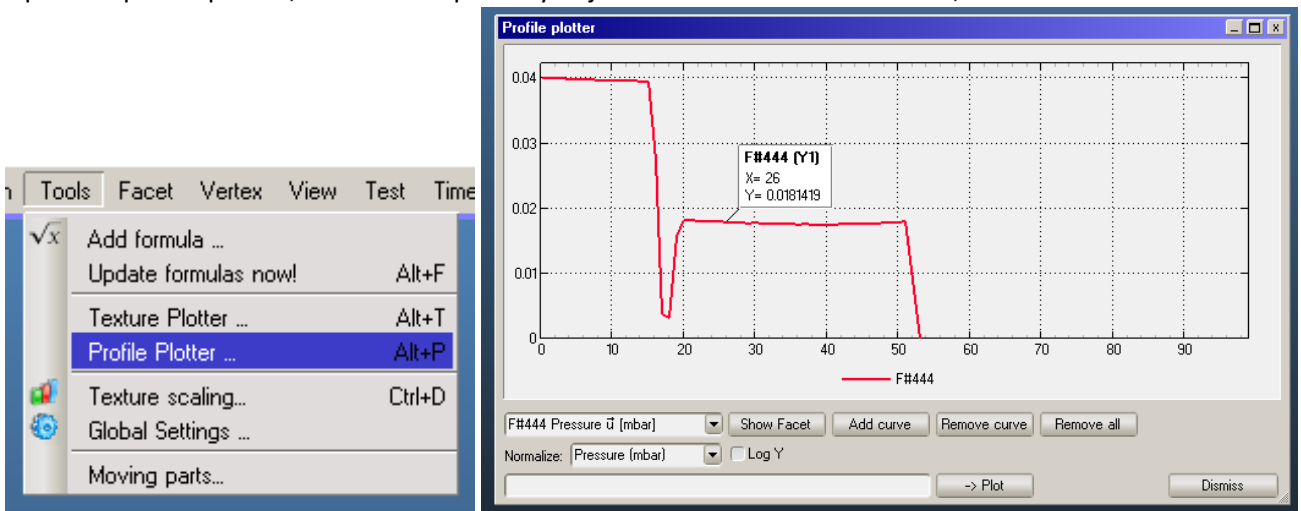 Tools Facet Vertex View Test Time
Add formula ...
Update formulas now! Alt+F
Texture Plotter ... Alt+T
Profile Plotter ... Alt+P
Texture scaling... Ctrl+D
Global Settings ...
Moving parts...
Profile plotter
0.04
0.03
0.02
0.01
0
F#444 (Y1)
X= 26
Y= 0.0181419
0 10 20 30 40 50 60 70 80 90
F#444
F#444 Pressure u⃗ [mbar] Show Facet Add curve Remove curve Remove all
Normalize: Pressure (mbar) Log Y
-> Plot Dismiss